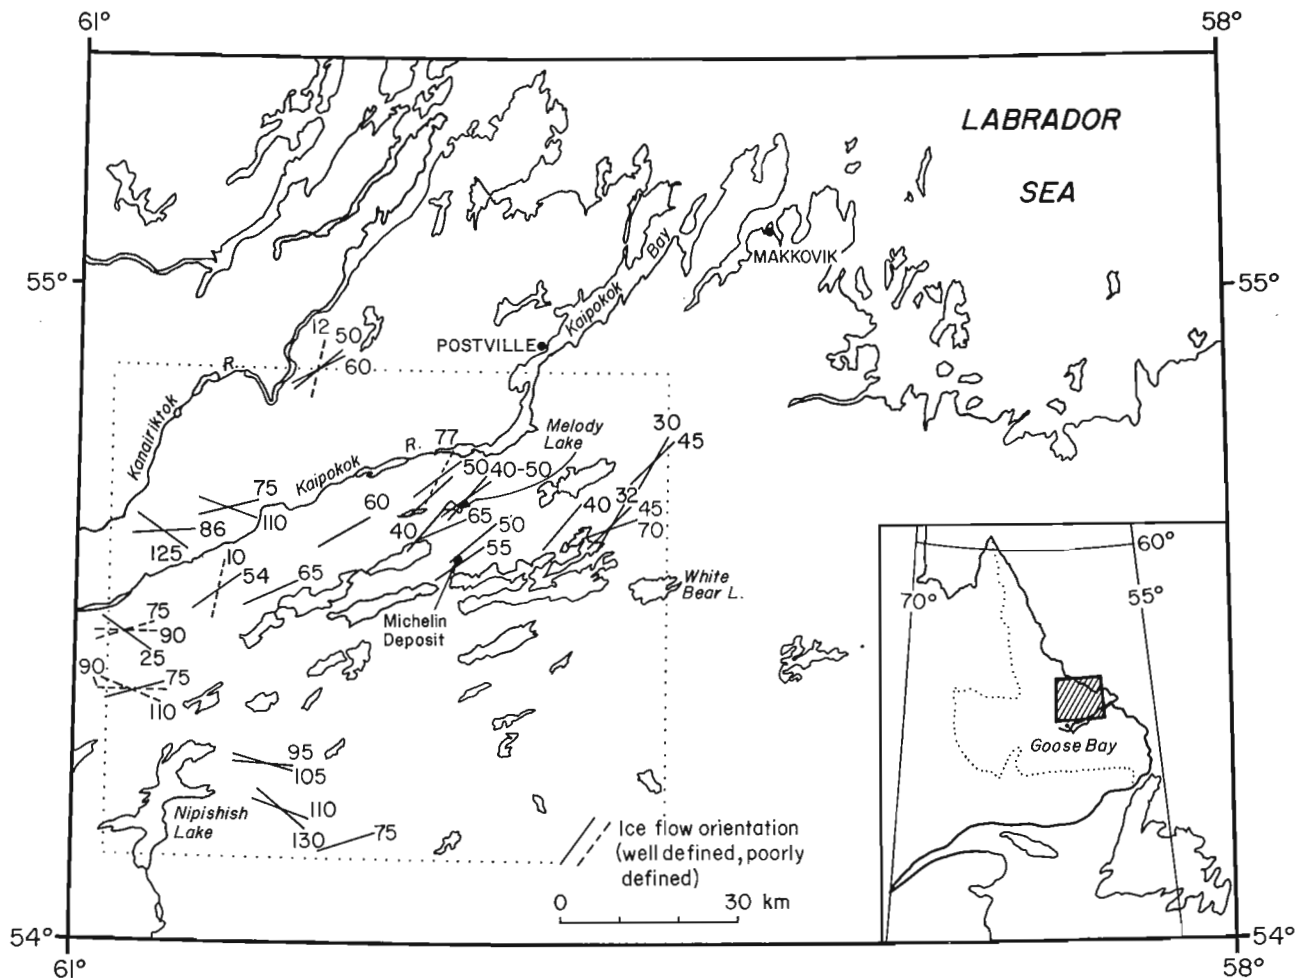 61°
58°
LABRADOR
SEA
Bay
MAKKOVIK
55°
55°
Kaipokok
12
50
POSTVILLE
60
R.
Kanairiktok
Melody
Lake
30
77
R.
45
Kaipokok
50
40-50
75
60
40
32
110
65
45
86
40
50
70
125
10
55
54
65
White
Bear L.
Michelin
Deposit
75
90
25
90
75
110
60°
70°
55°
Goose Bay
95
105
Nipishish
Lake
110
130
75
Ice flow orientation
(well defined, poorly
defined)
0
30 km
54°
54°
61°
58°